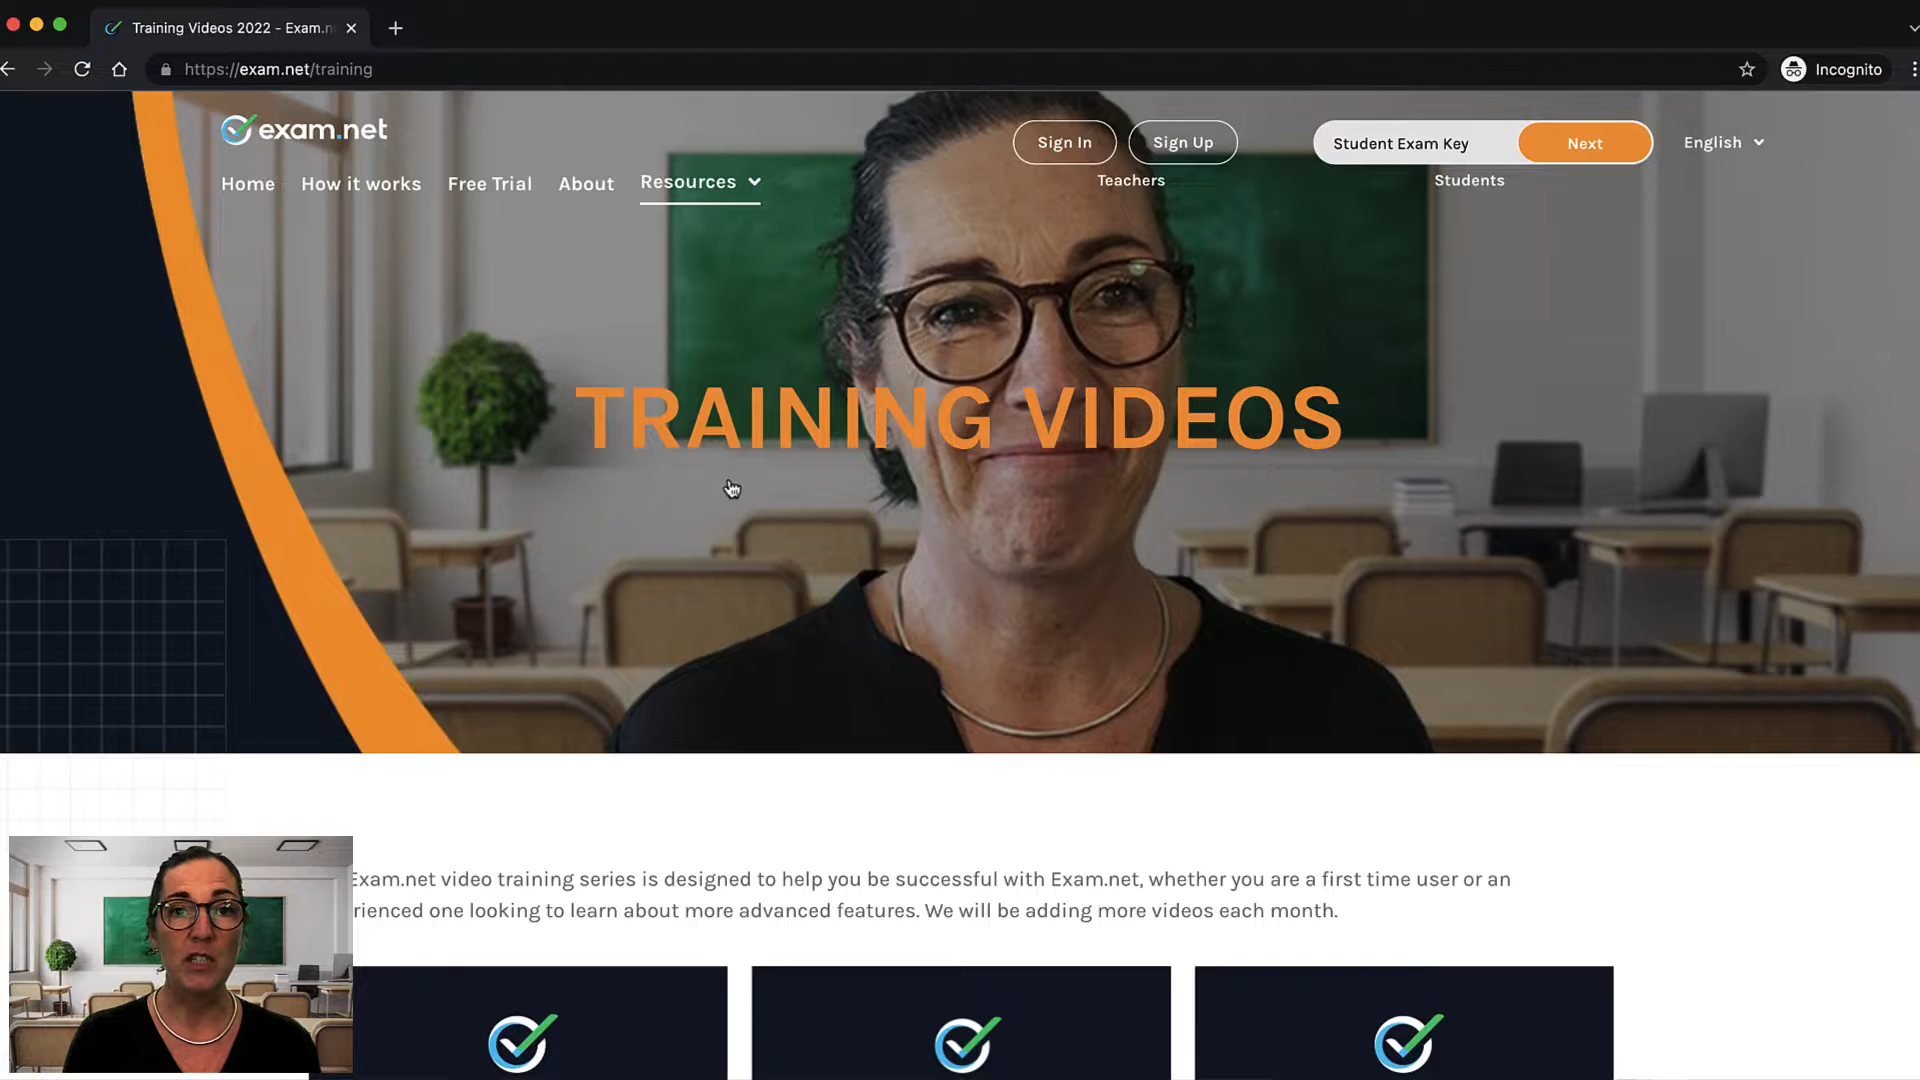 Training Videos 2022 - Exam.n
https://exam.net/training
Incognito
exam.net
Sign In
Sign Up
Student Exam Key
Next
English
Teachers
Students
Home
How it works
Free Trial
About
Resources
TRAINING VIDEOS
Exam.net video training series is designed to help you be successful with Exam.net, whether you are a first time user or an
rienced one looking to learn about more advanced features. We will be adding more videos each month.